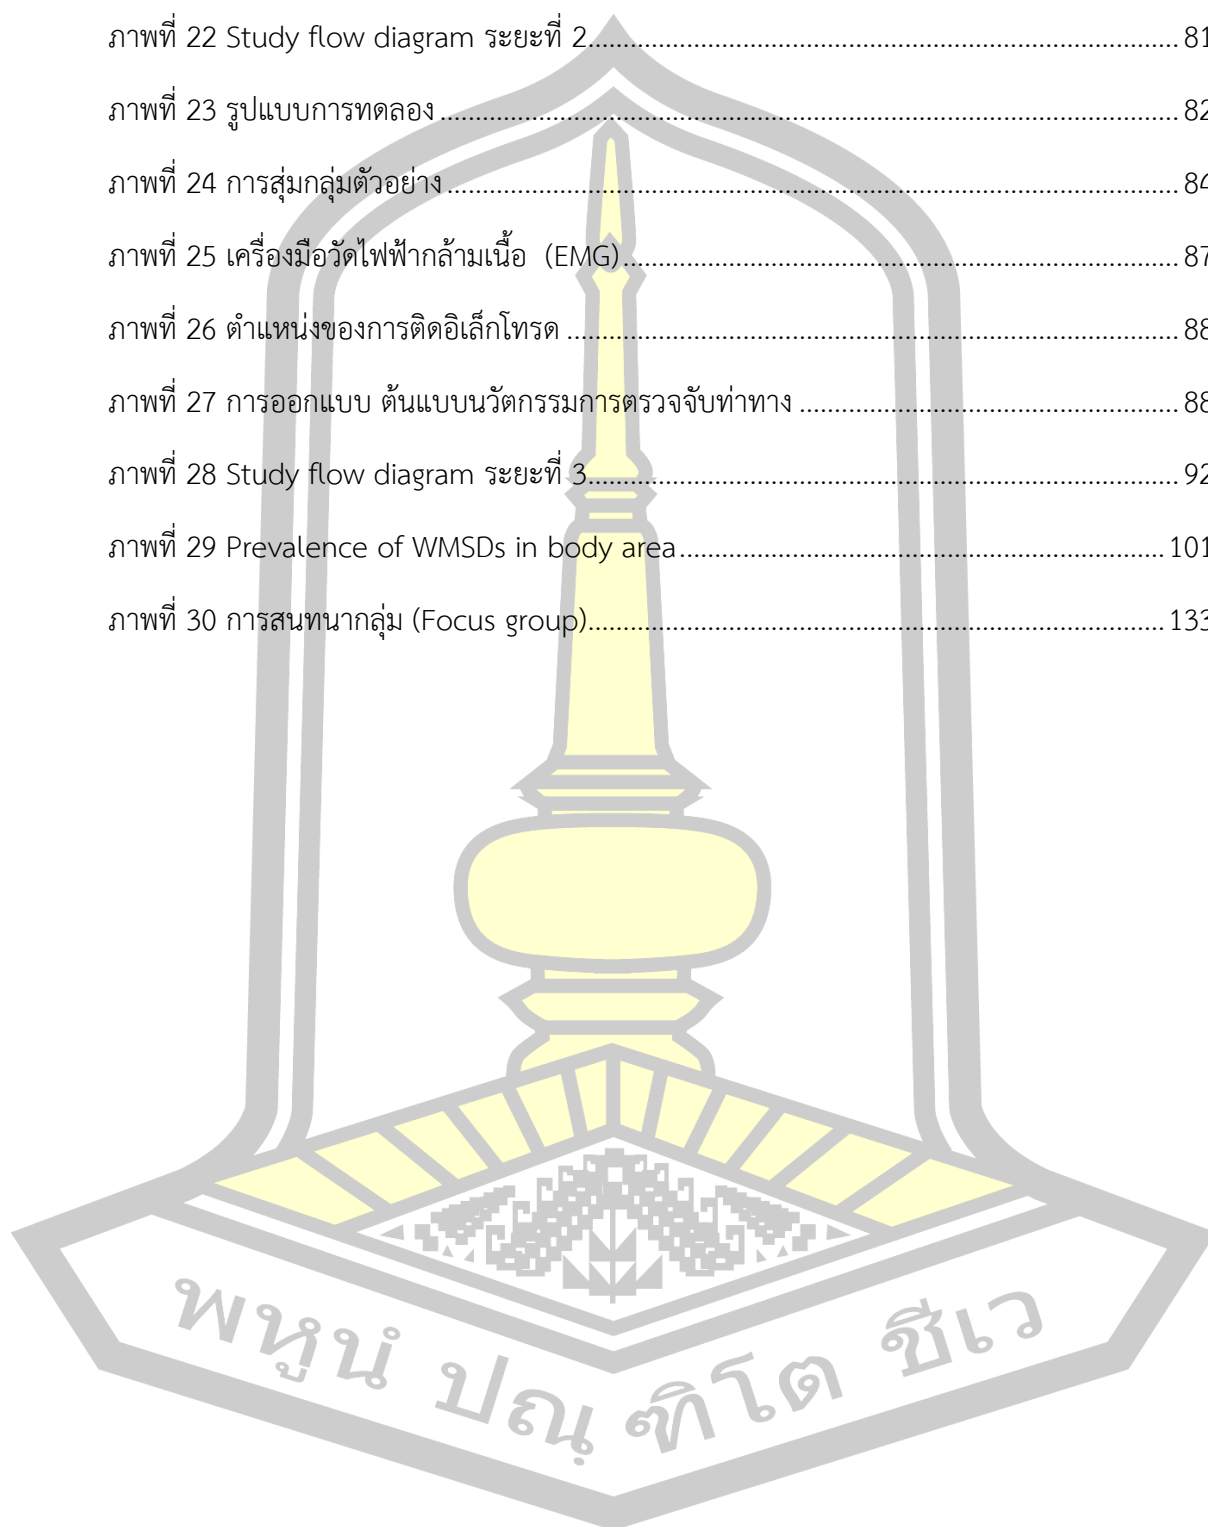 ภาพที่ 22 Study flow diagram ระยะที่ 2........................................................................... 81
ภาพที่ 23 รูปแบบการทดลอง ............................................................................................. 82
ภาพที่ 24 การสุ่มกลุ่มตัวอย่าง ............................................................................................ 84
ภาพที่ 25 เครื่องมือวัดไฟฟ้ากล้ามเนื้อ (EMG)...................................................................... 87
ภาพที่ 26 ตำแหน่งของการติดอิเล็กโทรด ............................................................................. 88
ภาพที่ 27 การออกแบบ ต้นแบบนวัตกรรมการตรวจจับท่าทาง ................................................ 88
ภาพที่ 28 Study flow diagram ระยะที่ 3........................................................................... 92
ภาพที่ 29 Prevalence of WMSDs in body area.............................................................. 101
ภาพที่ 30 การสนทนากลุ่ม (Focus group)......................................................................... 133
พหูนํ ปณฺฑิโต ชีเว